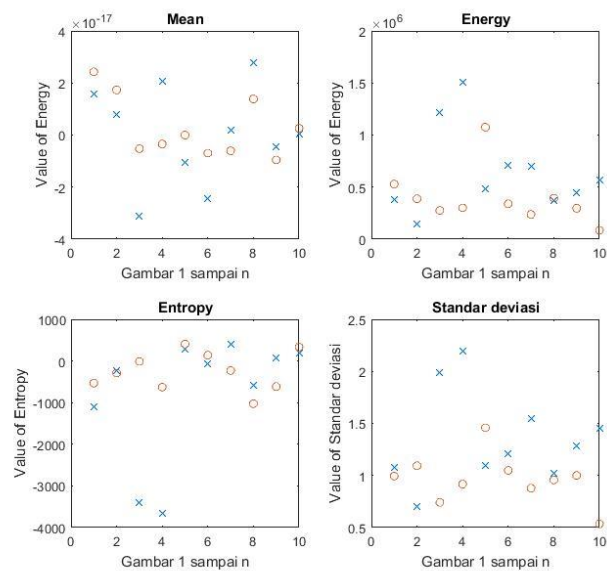 Mean
×10^-17
4
2
0
-2
-4
0 2 4 6 8 10
Value of Energy
Gambar 1 sampai n
Energy
×10^6
2
1.5
1
0.5
0
0 2 4 6 8 10
Value of Energy
Gambar 1 sampai n
Entropy
1000
0
-1000
-2000
-3000
-4000
0 2 4 6 8 10
Value of Entropy
Gambar 1 sampai n
Standar deviasi
2.5
2
1.5
1
0.5
0 2 4 6 8 10
Value of Standar deviasi
Gambar 1 sampai n